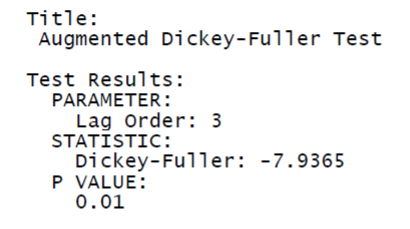 Title:
Augmented Dickey-Fuller Test
Test Results:
PARAMETER:
Lag Order: 3
STATISTIC:
Dickey-Fuller: -7.9365
P VALUE:
0.01